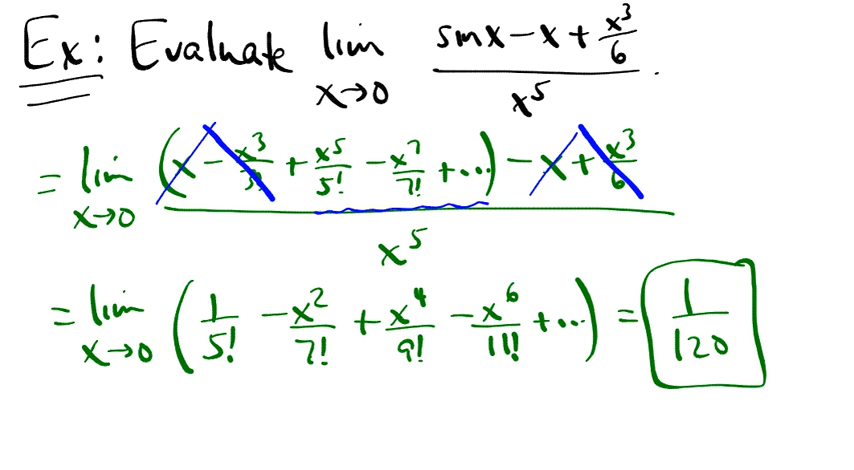 Ex: Evaluate lim x→0 (sinx − x + x³/6) / x⁵.
= lim x→0 ((x − x³/3! + x⁵/5! − x⁷/7! + ...) − x + x³/6) / x⁵
= lim x→0 (1/5! − x²/7! + x⁴/9! − x⁶/11! + ...) = 1/120